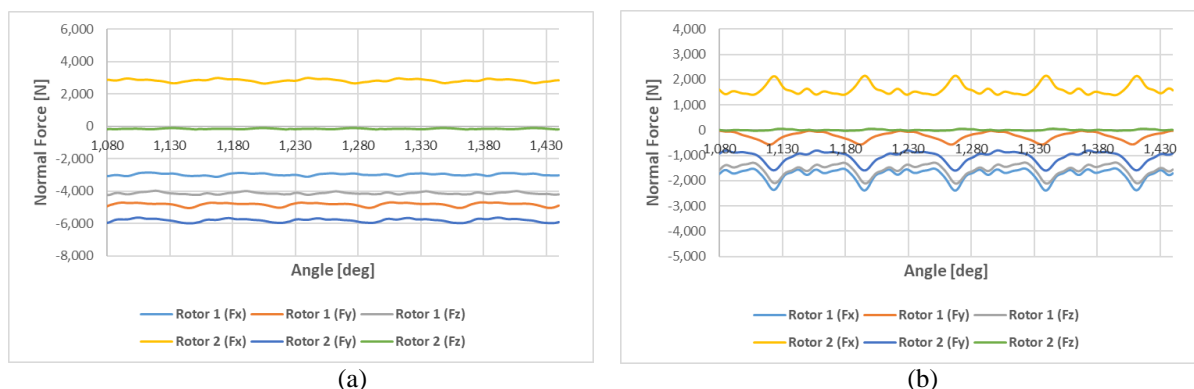 6,000
4,000
2,000
0
-2,000
-4,000
-6,000
-8,000
1,080 1,130 1,180 1,230 1,280 1,330 1,380 1,430
Normal Force [N]
Angle [deg]
Rotor 1 (Fx) Rotor 1 (Fy) Rotor 1 (Fz)
Rotor 2 (Fx) Rotor 2 (Fy) Rotor 2 (Fz)
(a)
4,000
3,000
2,000
1,000
0
-1,000
-2,000
-3,000
-4,000
-5,000
1,080 1,130 1,180 1,230 1,280 1,330 1,380 1,430
Normal Force [N]
Angle [deg]
Rotor 1 (Fx) Rotor 1 (Fy) Rotor 1 (Fz)
Rotor 2 (Fx) Rotor 2 (Fy) Rotor 2 (Fz)
(b)